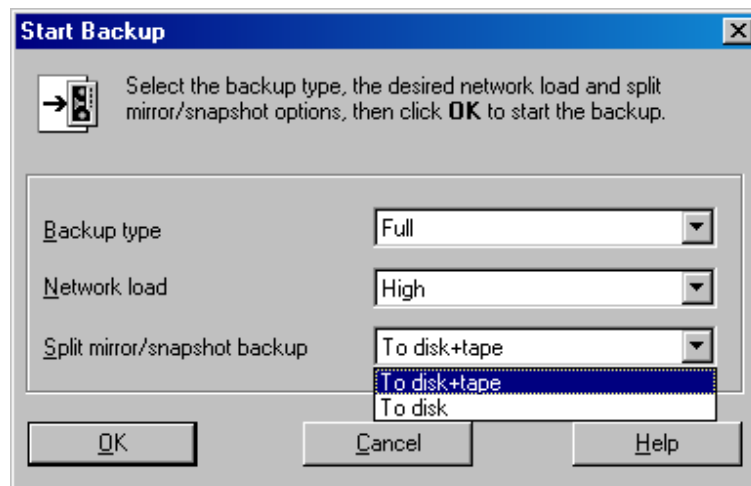 Start Backup
Select the backup type, the desired network load and split
mirror/snapshot options, then click OK to start the backup.
Backup type
Full
Network load
High
Split mirror/snapshot backup
To disk+tape
To disk+tape
To disk
OK
Cancel
Help